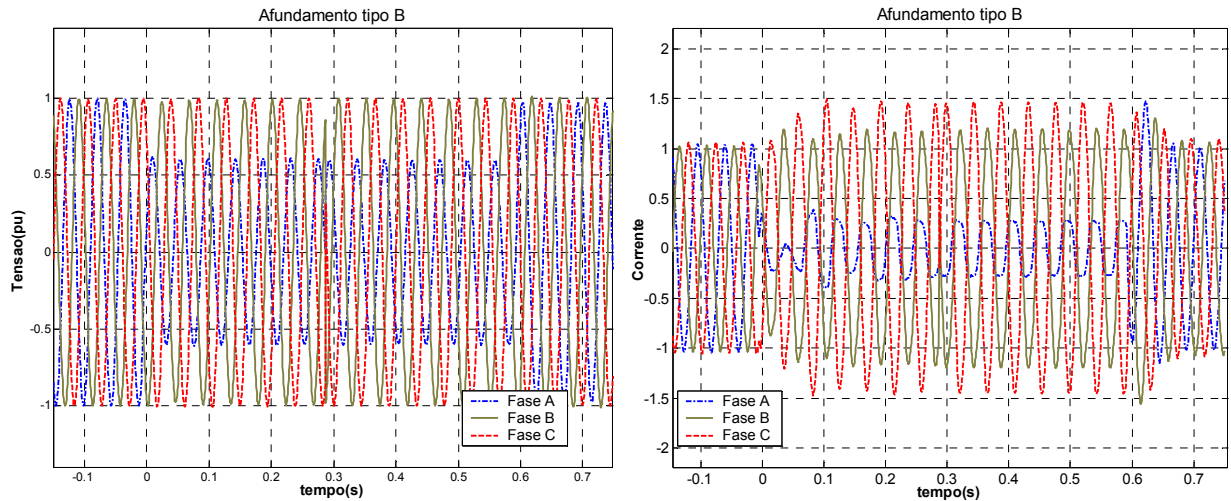 Afundamento tipo B
Tensao(pu)
1
0.5
0
-0.5
-1
-0.1 0 0.1 0.2 0.3 0.4 0.5 0.6 0.7
tempo(s)
Fase A
Fase B
Fase C
Afundamento tipo B
Corrente
2
1.5
1
0.5
0
-0.5
-1
-1.5
-2
-0.1 0 0.1 0.2 0.3 0.4 0.5 0.6 0.7
tempo(s)
Fase A
Fase B
Fase C